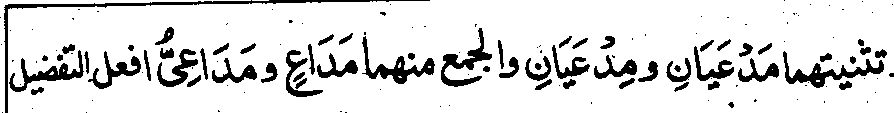 تثنيتهما مَدْعَيَانِ و مِدْعَيَانِ والجمع منهما مَدَاعٍ و مَدَاعِىُّ افعل التفضيل